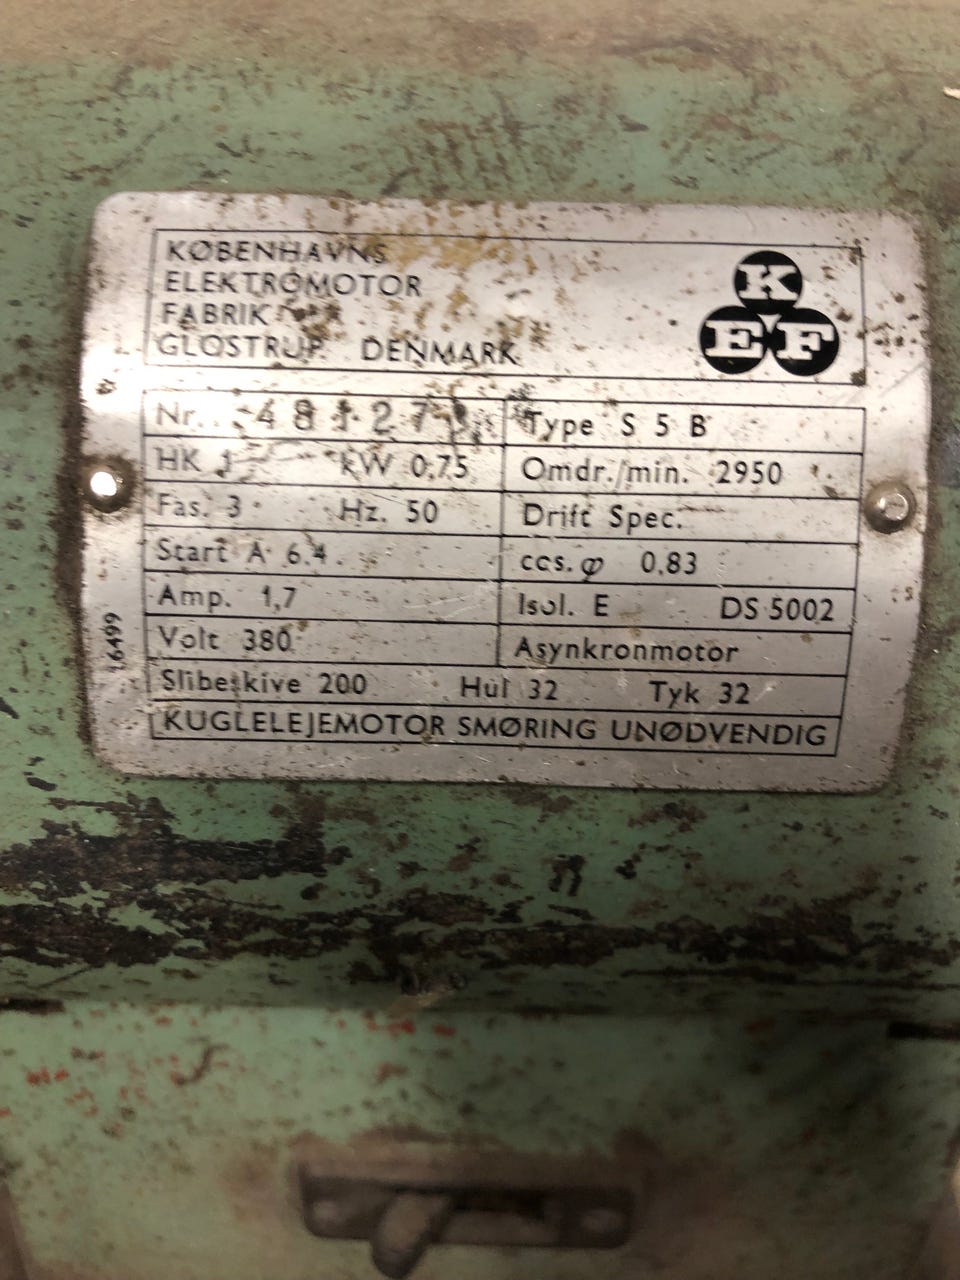 KØBENHAVNS
ELEKTROMOTOR
FABRIK
GLOSTRUP DENMARK
K
E F
Nr. 48127 Type S 5 B
HK 1 kW 0,75 Omdr./min. 2950
Fas. 3 Hz. 50 Drift Spec.
Start A 6.4 cos. φ 0,83
Amp. 1,7 Isol. E DS 5002
Volt 380 Asynkronmotor
Slibeskive 200 Hul 32 Tyk 32
KUGLELEJEMOTOR SMØRING UNØDVENDIG
16499